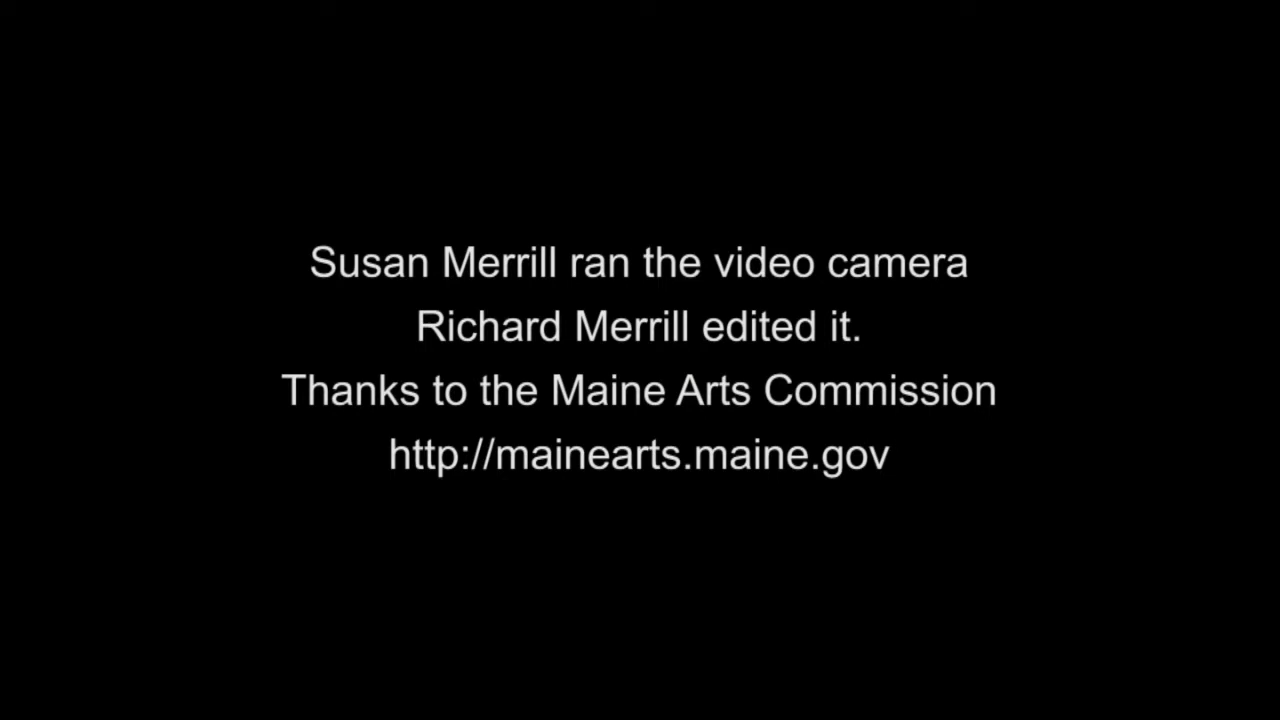 Susan Merrill ran the video camera
Richard Merrill edited it.
Thanks to the Maine Arts Commission
http://mainearts.maine.gov